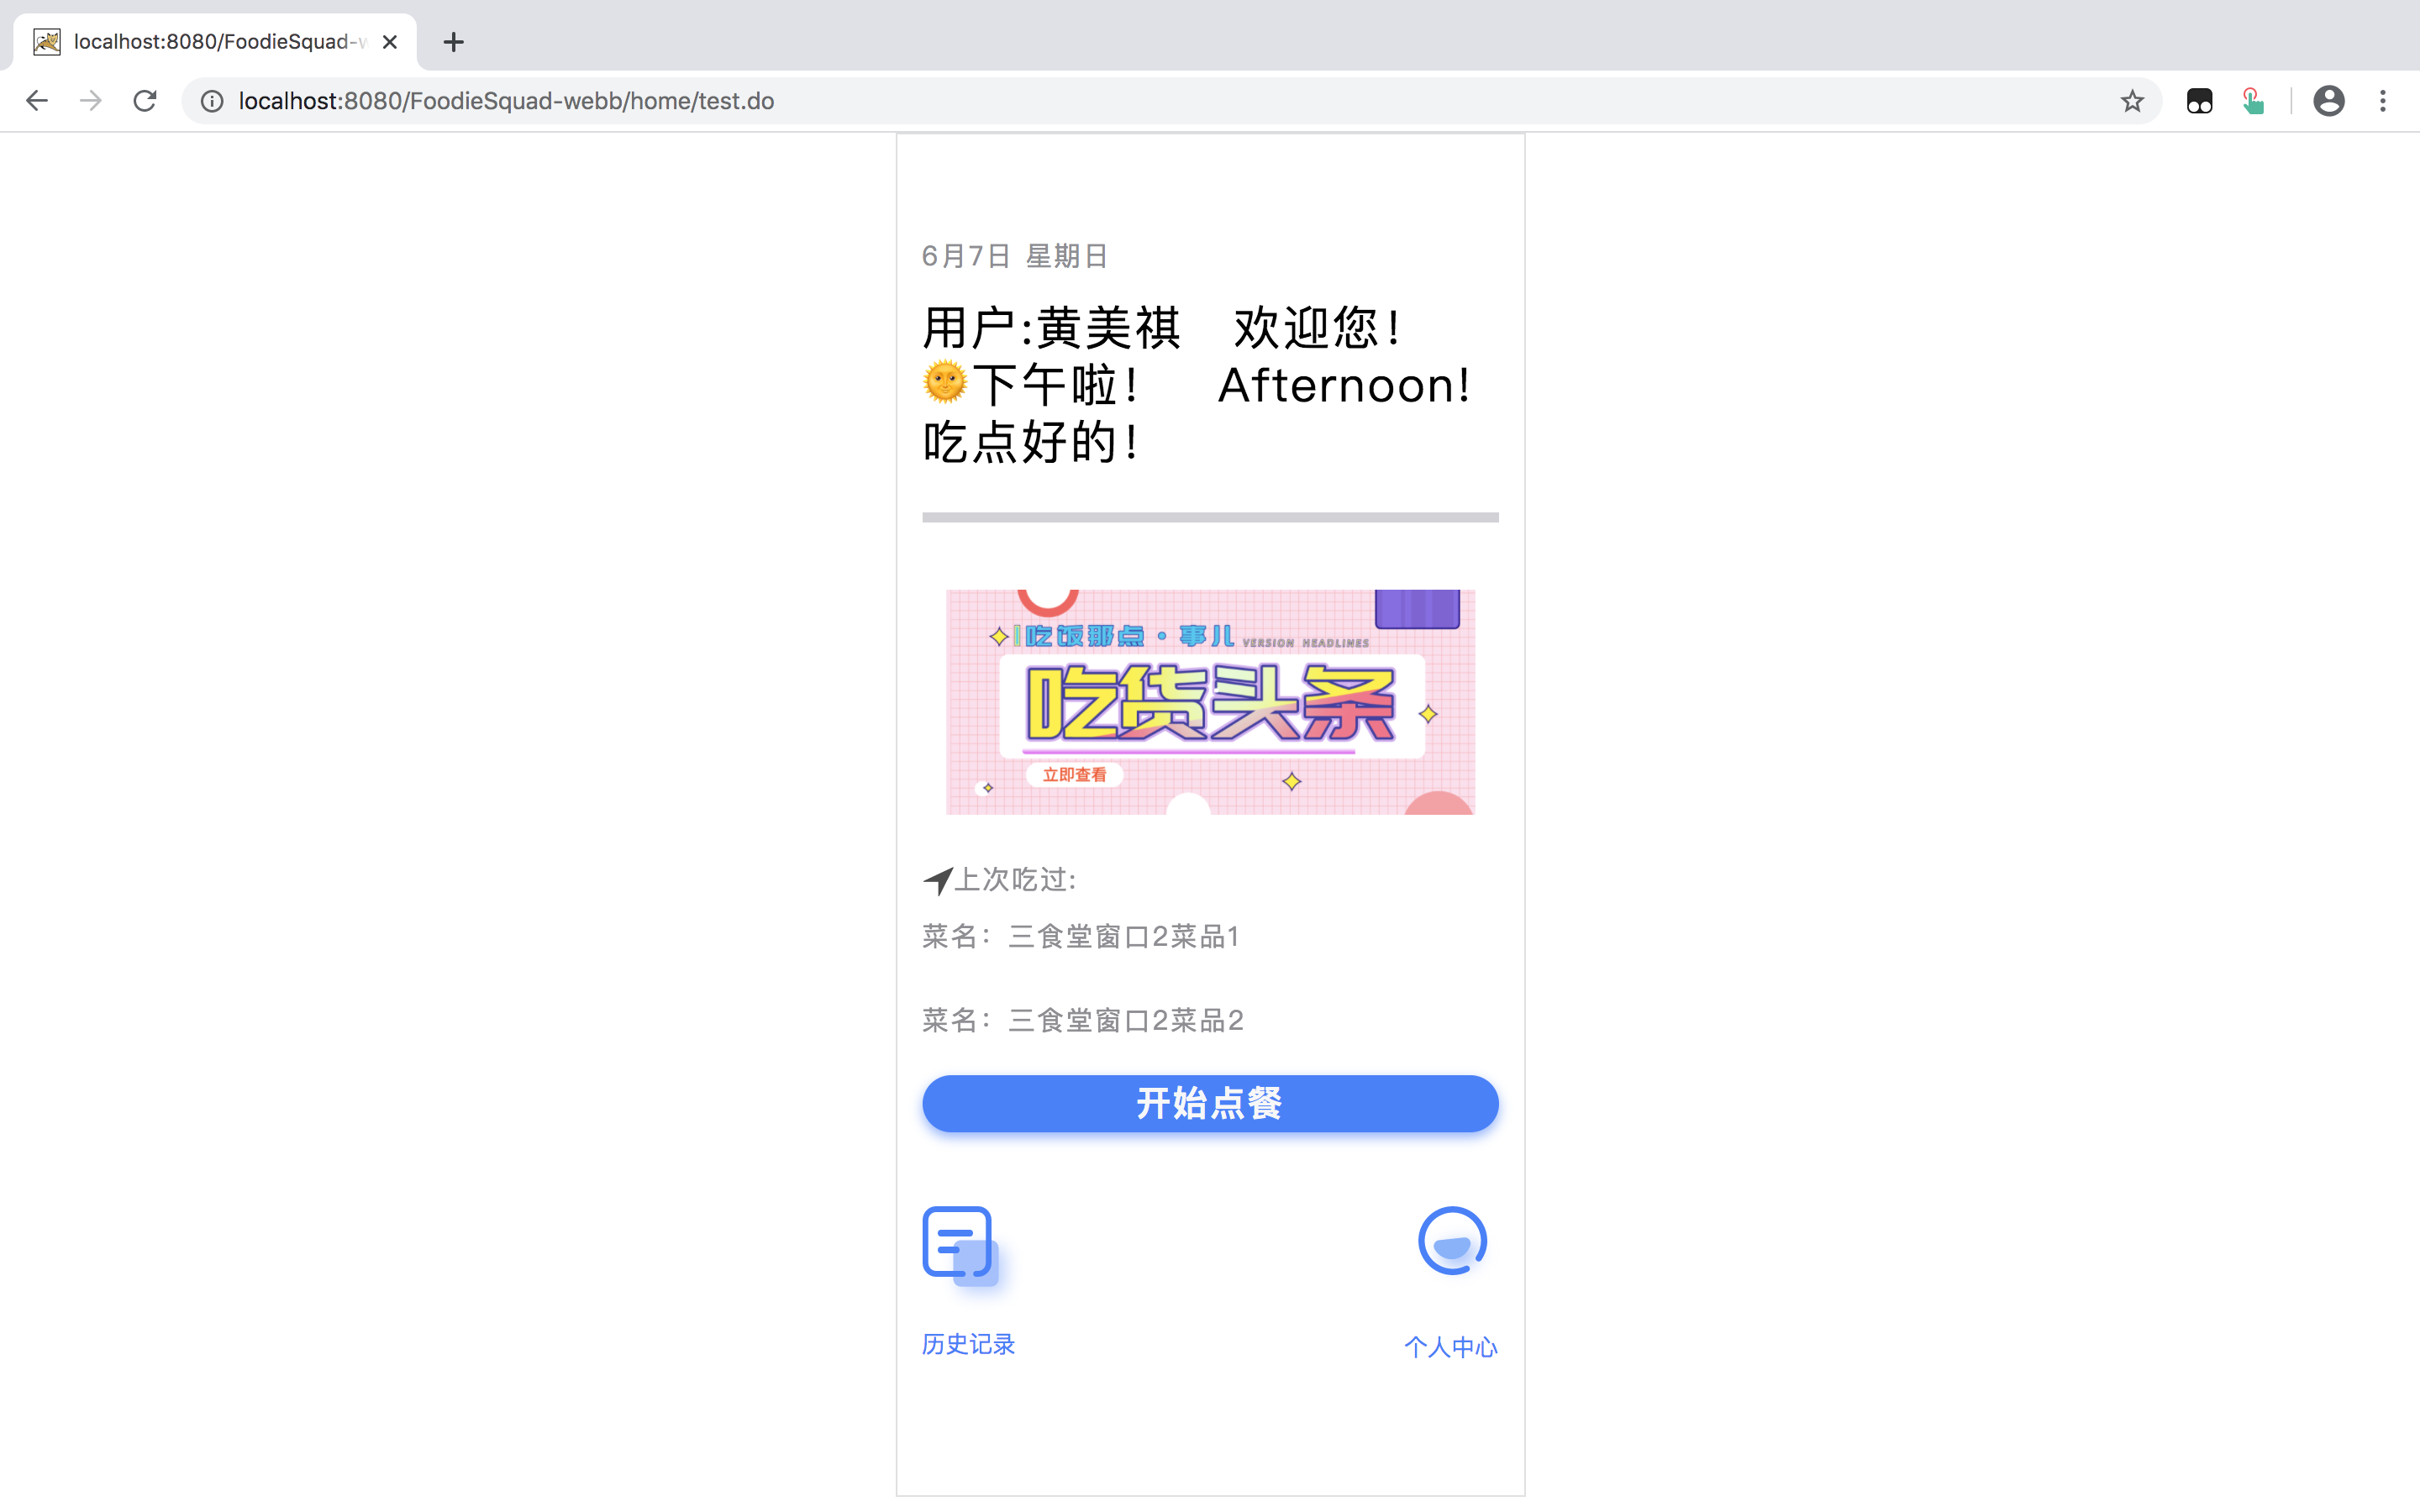 localhost:8080/FoodieSquad-w
localhost:8080/FoodieSquad-webb/home/test.do
6月7日 星期日
用户:黄美祺 欢迎您！
🌞下午啦！ Afternoon!
吃点好的！
吃饭那点·事儿 VERSION HEADLINES
吃货头条
立即查看
上次吃过:
菜名：三食堂窗口2菜品1
菜名：三食堂窗口2菜品2
开始点餐
历史记录
个人中心